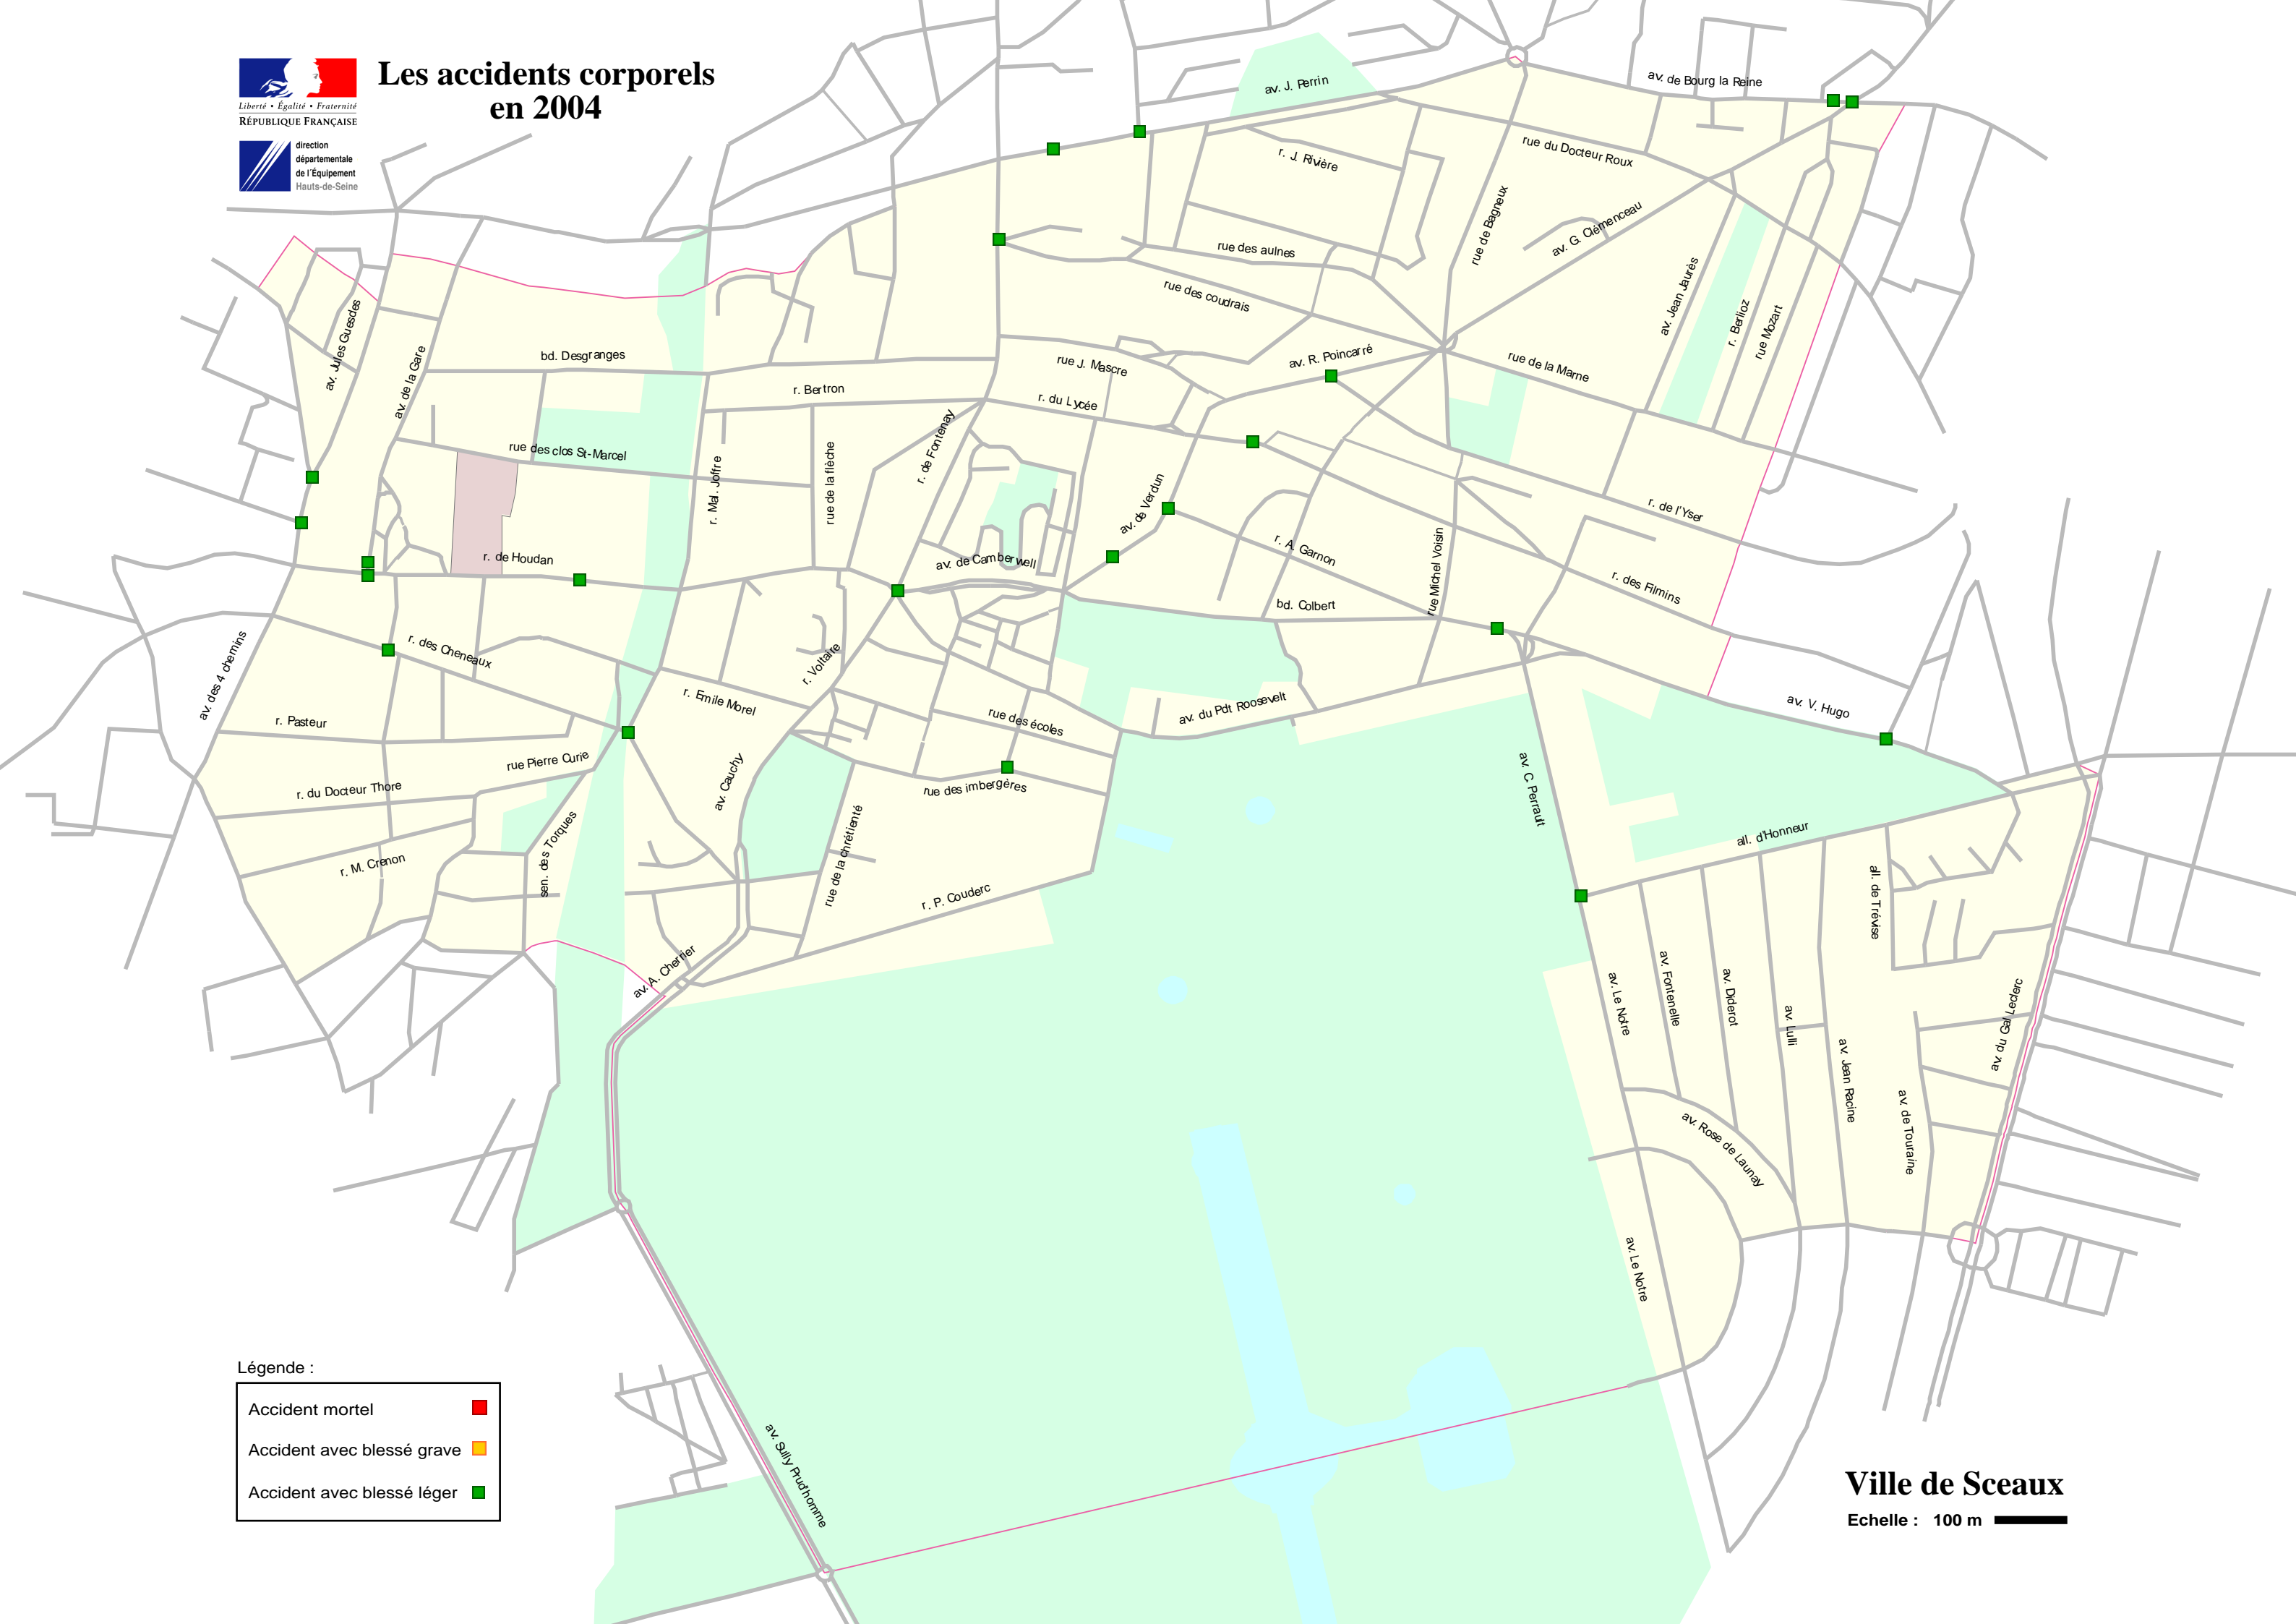 Les accidents corporels
en 2004
Liberté • Égalité • Fraternité
RÉPUBLIQUE FRANÇAISE
direction
départementale
de l'Équipement
Hauts-de-Seine
av. J. Perrin
av. de Bourg la Reine
r. J. Rivière
rue du Docteur Roux
rue de Bagneux
av. G. Clémenceau
rue des aulnes
rue des coudrais
av. Jean Jaurès
r. Berlioz
rue Mozart
av. Jules Guesdes
av. de la Gare
bd. Desgranges
r. Bertron
rue J. Mascre
av. R. Poincarré
rue de la Marne
r. du Lycée
r. de Fontenay
rue des clos St-Marcel
r. Mal. Joffre
rue de la flèche
av. de Verdun
r. de l'Yser
r. de Houdan
av. de Camberwell
r. A. Garnon
rue Michel Voisin
r. des Filmins
bd. Colbert
av. des 4 chemins
r. des Cheneaux
r. Voltaire
r. Emile Morel
r. Pasteur
rue des écoles
av. du Pdt Roosevelt
av. V. Hugo
rue Pierre Curie
r. du Docteur Thore
av. Cauchy
rue des imbergères
av. C. Perrault
all. d'Honneur
r. M. Crenon
sen. des Torques
rue de la chrétienté
r. P. Couderc
all. de Trévise
av. A. Cherrier
av. Le Notre
av. Fontenelle
av. Diderot
av. Lulli
av. Jean Racine
av. du Gal Leclerc
av. de Touraine
av. Rose de Launay
av. Le Notre
av. Sully Prud'homme
Légende :
Accident mortel
Accident avec blessé grave
Accident avec blessé léger
Ville de Sceaux
Echelle : 100 m